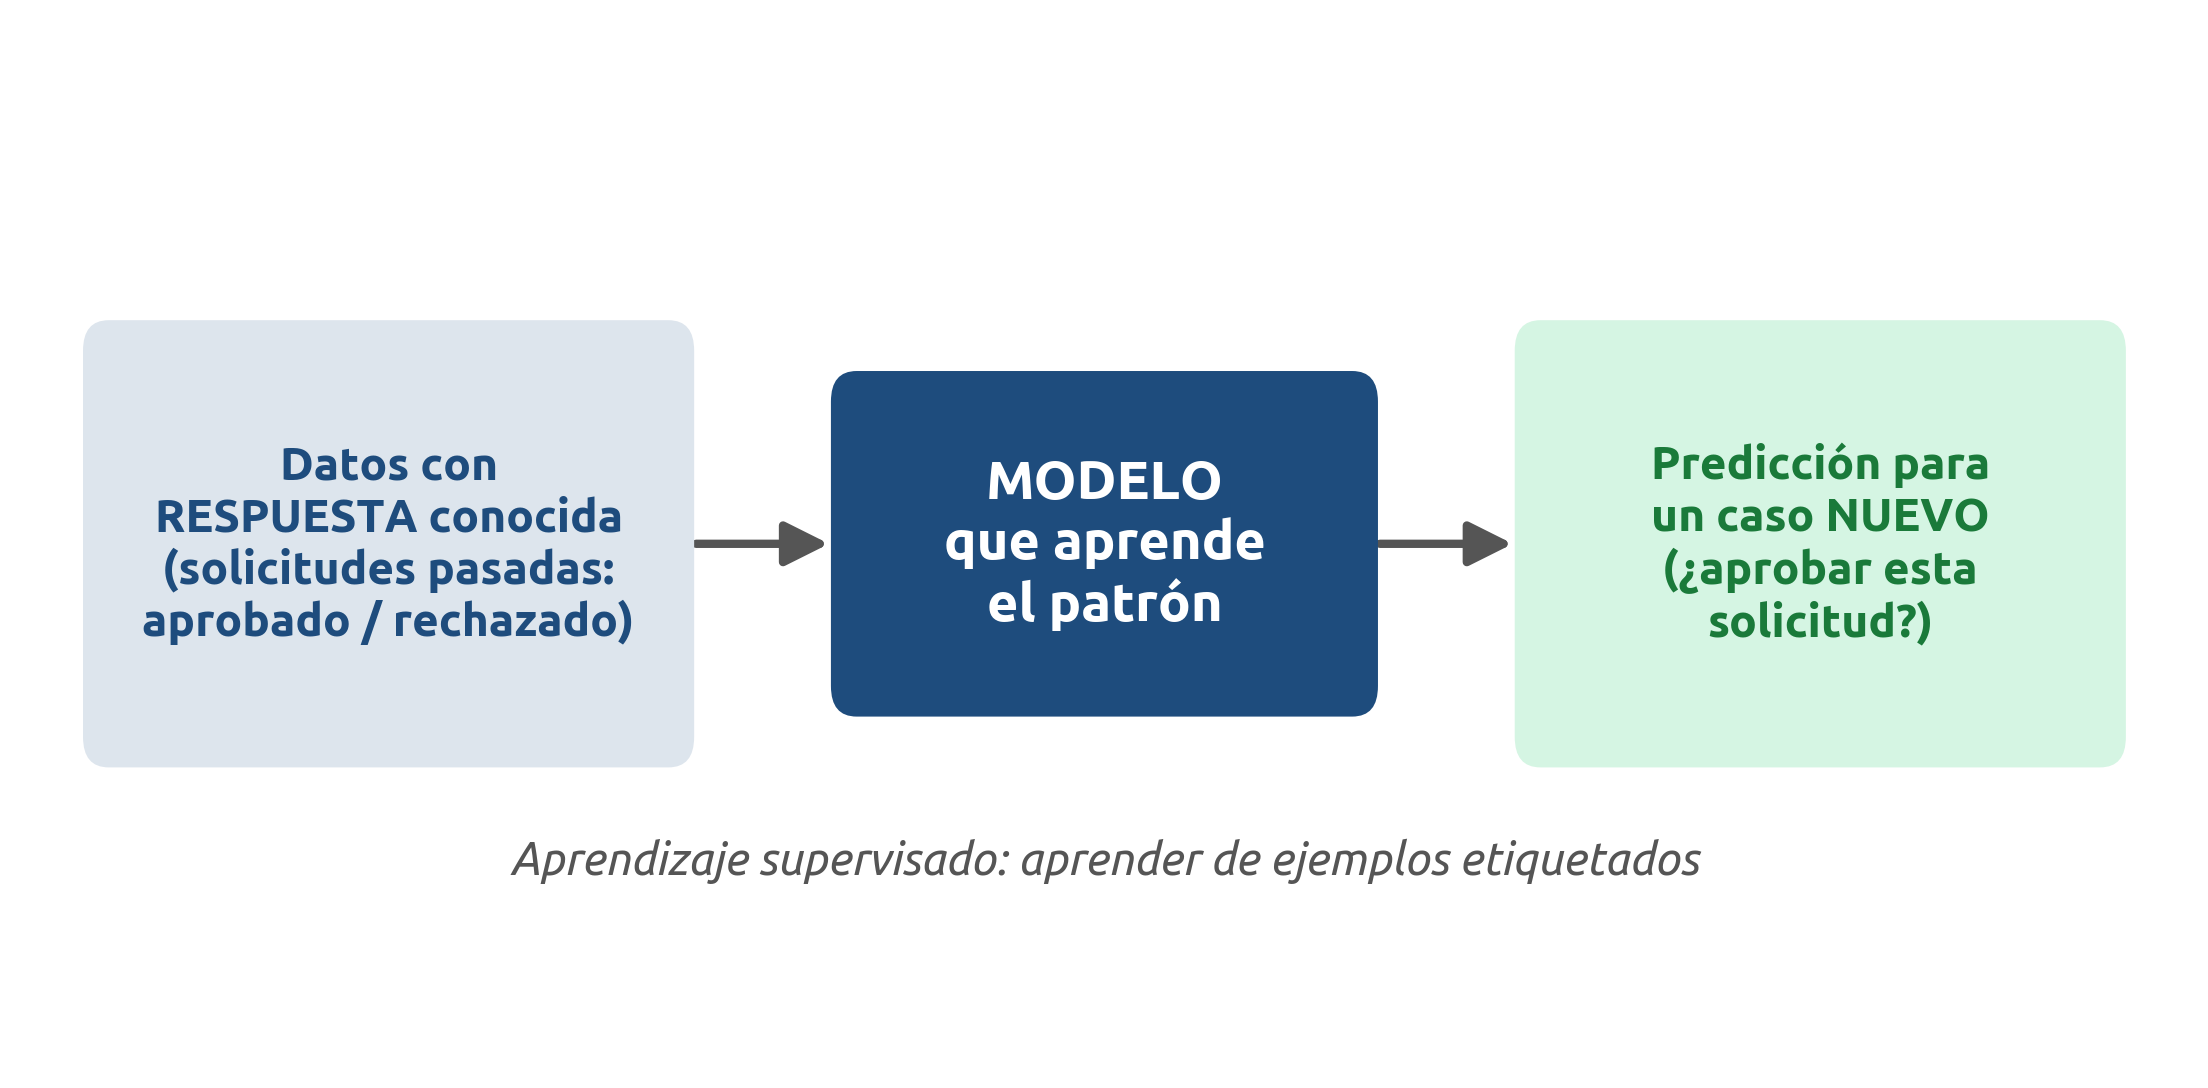 Datos con
RESPUESTA conocida
(solicitudes pasadas:
aprobado / rechazado)
MODELO
que aprende
el patrón
Predicción para
un caso NUEVO
(¿aprobar esta
solicitud?)
Aprendizaje supervisado: aprender de ejemplos etiquetados